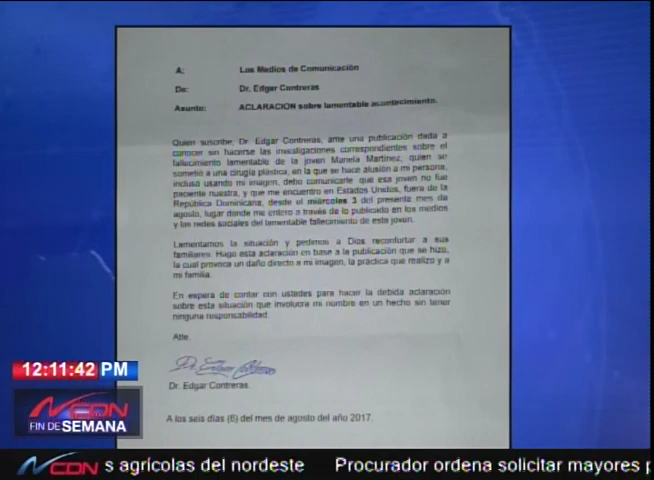 A: Los Medios de Comunicación
De: Dr. Edgar Contreras
Asunto: ACLARACION sobre lamentable acontecimiento.
Quien suscribe, Dr. Edgar Contreras, ante una publicación dada a
conocer sin hacerse las investigaciones correspondientes sobre el
fallecimiento lamentable de la joven Mariela Martínez, quien se
sometió a una cirugía plástica, en la que se hace alusión a mi persona,
inclusó usando mi imagen, debo comunicarle que esa joven no fue
paciente nuestra, y que me encuentro en Estados Unidos, fuera de la
República Dominicana, desde el miércoles 3 del presente mes de
agosto, lugar donde me entero a través de lo publicado en los medios
y las redes sociales del lamentable fallecimiento de esta joven.
Lamentamos la situación y pedimos a Dios reconfortar a sus
familiares. Hago esta aclaración en base a la publicación que se hizo,
la cual provoca un daño directo a mi imagen, la práctica que realizo y a
mi familia.
En espera de contar con ustedes para hacer la debida aclaración
sobre esta situación que involucra mi nombre en un hecho sin tener
ninguna responsabilidad.
Atte.
Dr. Edgar Contreras.
A los seis días (6) del mes de agosto del año 2017.
12:11:42 PM
NCDN
FIN DE SEMANA
NCDN s agrícolas del nordeste Procurador ordena solicitar mayores p